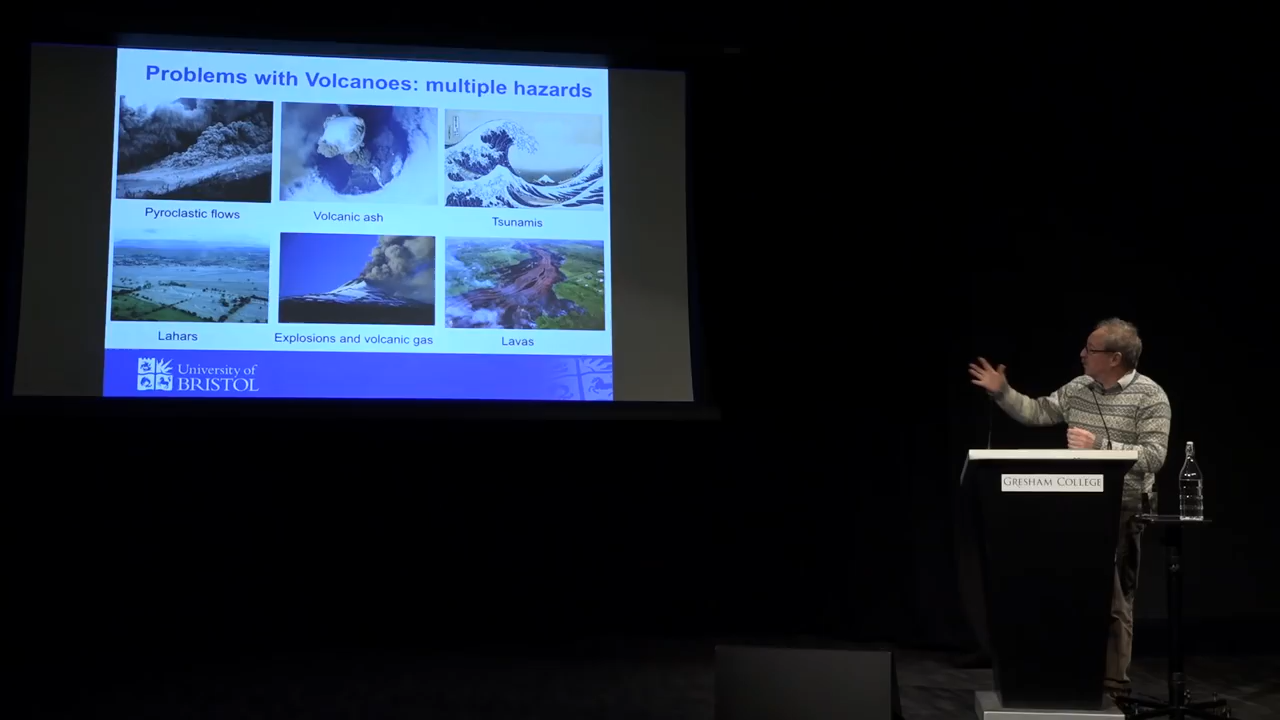 Problems with Volcanoes: multiple hazards
Pyroclastic flows
Volcanic ash
Tsunamis
Lahars
Explosions and volcanic gas
Lavas
University of
BRISTOL
GRESHAM COLLEGE